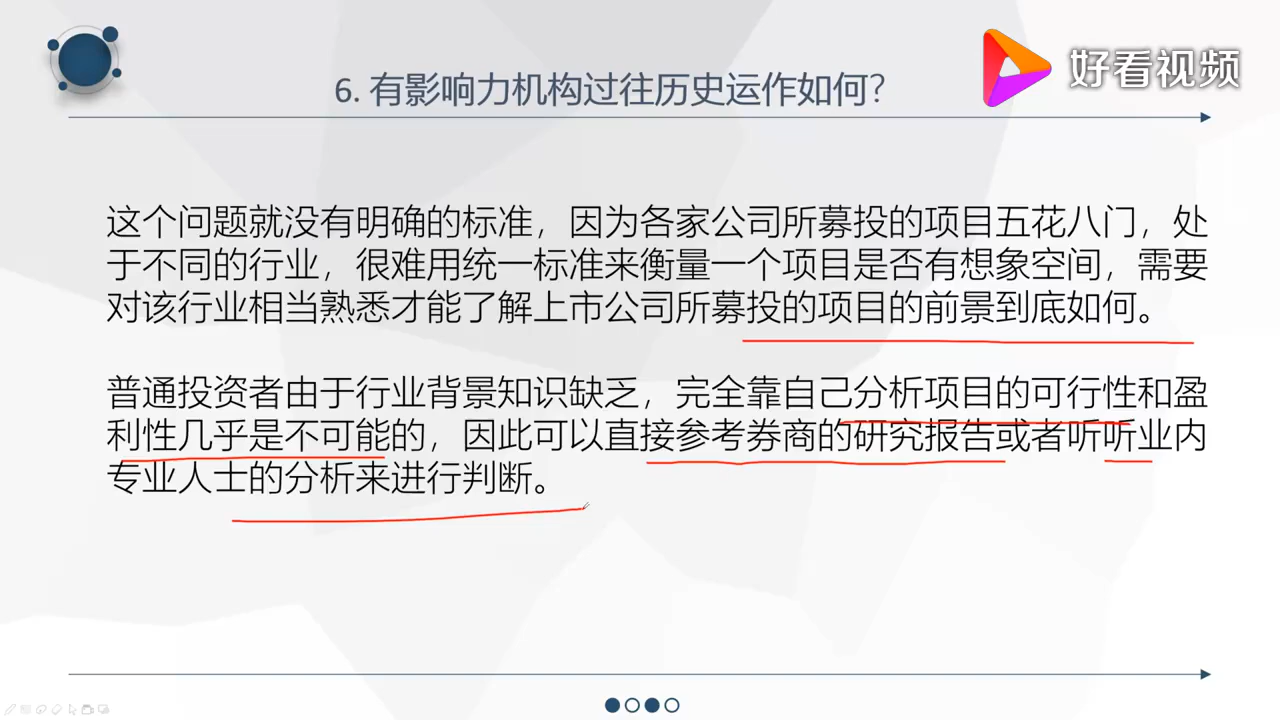 好看视频
6. 有影响力机构过往历史运作如何?
这个问题就没有明确的标准，因为各家公司所募投的项目五花八门，处
于不同的行业，很难用统一标准来衡量一个项目是否有想象空间，需要
对该行业相当熟悉才能了解上市公司所募投的项目的前景到底如何。
普通投资者由于行业背景知识缺乏，完全靠自己分析项目的可行性和盈
利性几乎是不可能的，因此可以直接参考券商的研究报告或者听听业内
专业人士的分析来进行判断。